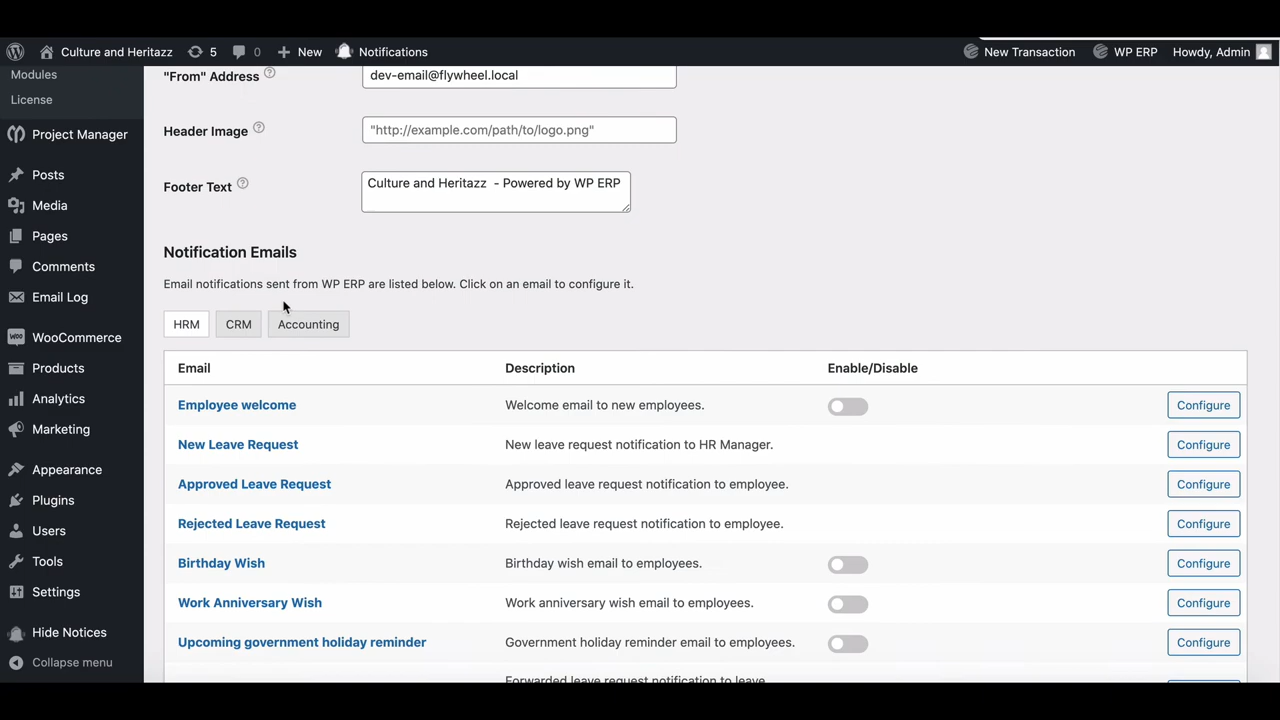 Culture and Heritazz
5
0
New
Notifications
New Transaction
WP ERP
Howdy, Admin
Modules
License
Project Manager
Posts
Media
Pages
Comments
Email Log
WooCommerce
Products
Analytics
Marketing
Appearance
Plugins
Users
Tools
Settings
Hide Notices
Collapse menu
"From" Address
dev-email@flywheel.local
Header Image
"http://example.com/path/to/logo.png"
Footer Text
Culture and Heritazz - Powered by WP ERP
Notification Emails
Email notifications sent from WP ERP are listed below. Click on an email to configure it.
HRM
CRM
Accounting
Email
Description
Enable/Disable
Employee welcome
Welcome email to new employees.
Configure
New Leave Request
New leave request notification to HR Manager.
Configure
Approved Leave Request
Approved leave request notification to employee.
Configure
Rejected Leave Request
Rejected leave request notification to employee.
Configure
Birthday Wish
Birthday wish email to employees.
Configure
Work Anniversary Wish
Work anniversary wish email to employees.
Configure
Upcoming government holiday reminder
Government holiday reminder email to employees.
Configure
Forwarded leave request notification to leave